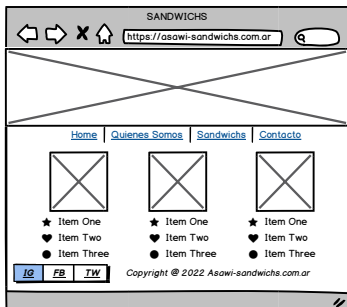 SANDWICHS
https://asawi-sandwichs.com.ar
Home Quienes Somos Sandwichs Contacto
Item One Item One Item One
Item Two Item Two Item Two
Item Three Item Three Item Three
IG FB TW Copyright @ 2022 Asawi-sandwichs.com.ar